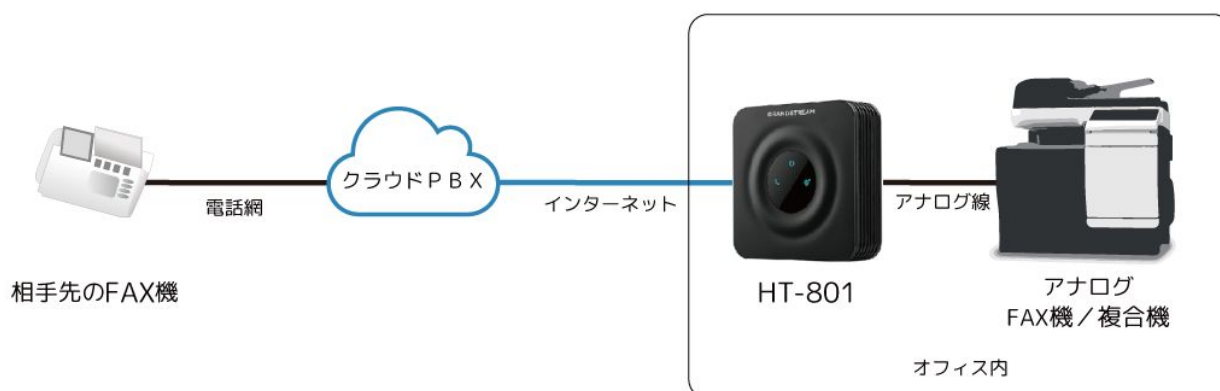 GRANDSTREAM
クラウドＰＢＸ
電話網
インターネット
アナログ線
相手先のFAX機
HT-801
アナログ
FAX機／複合機
オフィス内